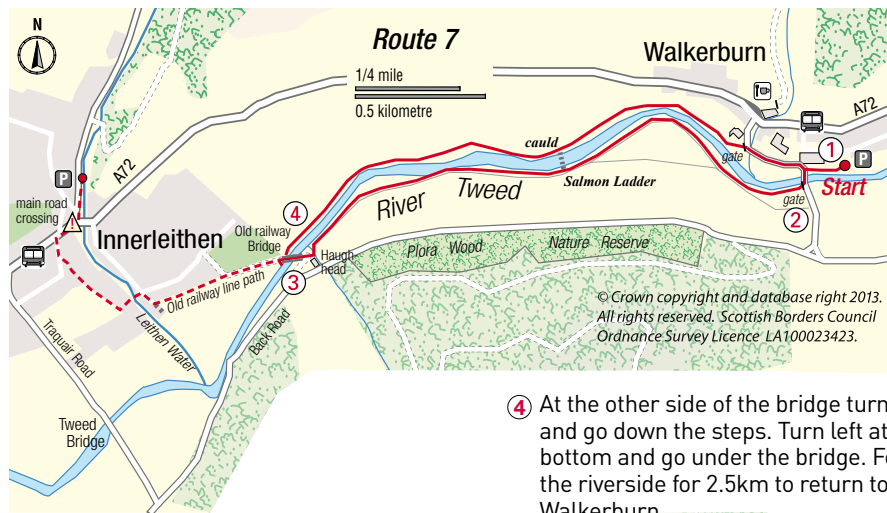 N
Route 7
1/4 mile
0.5 kilometre
Walkerburn
A72
A72
P
1
P
Start
gate
gate
2
cauld
Salmon Ladder
River Tweed
4
Old railway
Bridge
3
Haugh-
head
Plora Wood Nature Reserve
P
main road
crossing
!
Innerleithen
Old railway line path
Leithen Water
Back Road
Traquair Road
Tweed
Bridge
© Crown copyright and database right 2013.
All rights reserved. Scottish Borders Council
Ordnance Survey Licence LA100023423.
4 At the other side of the bridge turn
and go down the steps. Turn left at
bottom and go under the bridge. F
the riverside for 2.5km to return to
Walkerburn